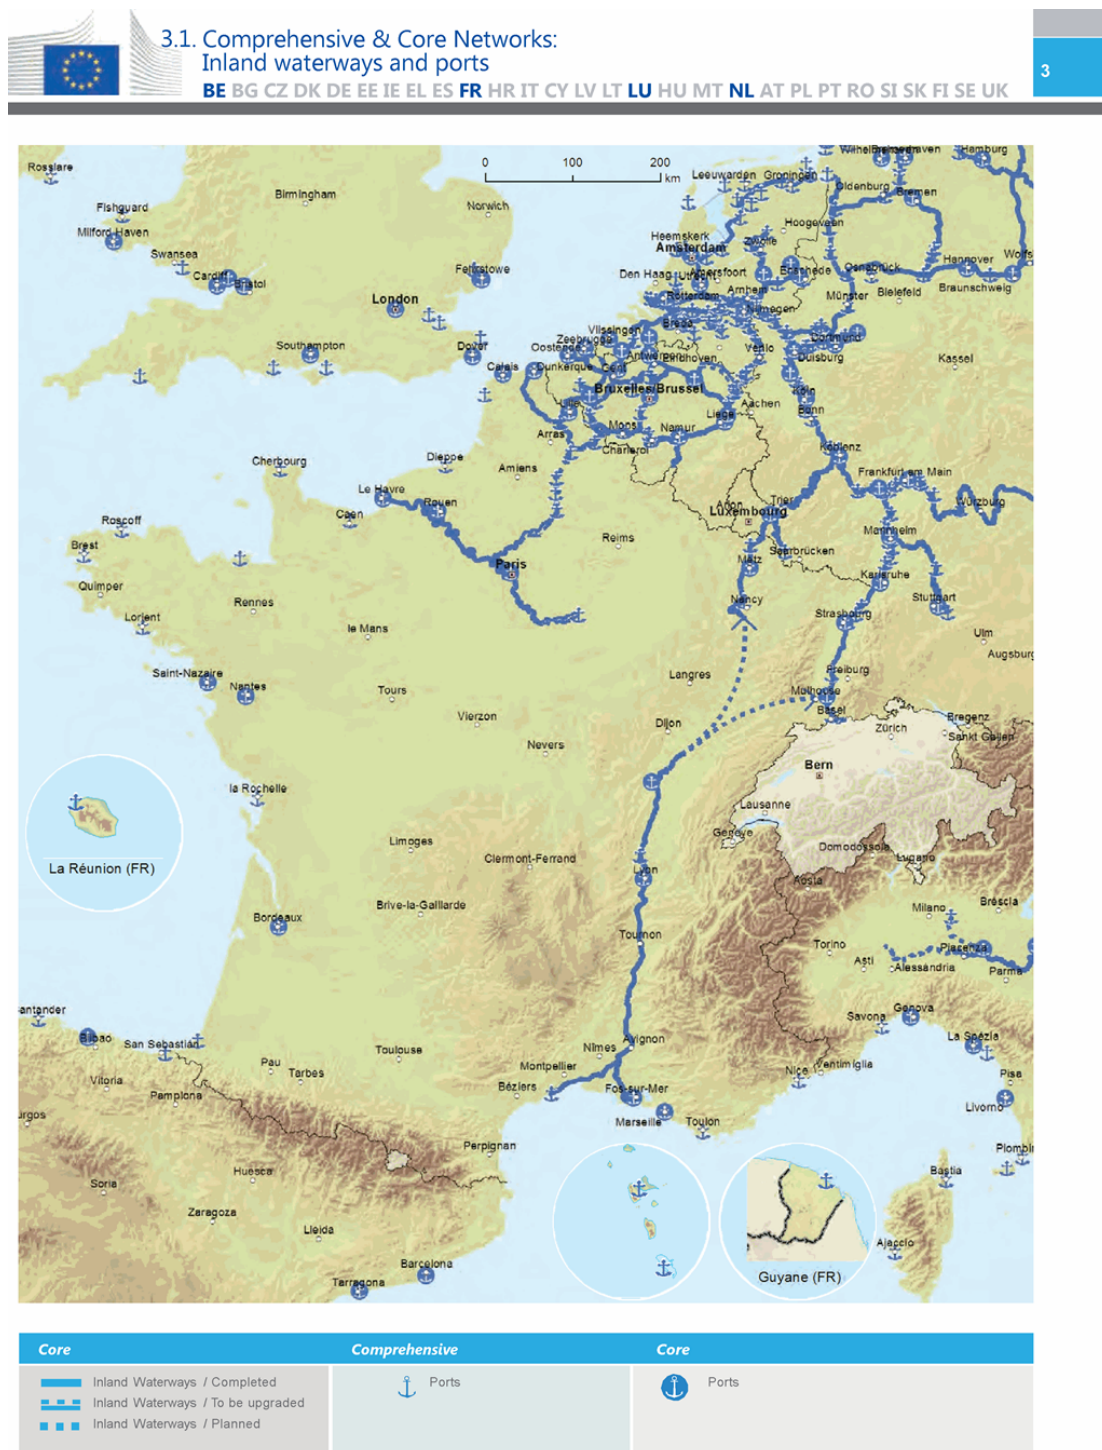 3.1. Comprehensive & Core Networks:
Inland waterways and ports
BE BG CZ DK DE EE IE EL ES FR HR IT CY LV LT LU HU MT NL AT PL PT RO SI SK FI SE UK
3
Rosslare
Fishguard
Milford Haven
Swansea
Cardiff
Bristol
Birmingham
Norwich
Felixstowe
London
Southampton
Dover
0 100 200
km
Leeuwarden
Groningen
Hamburg
Oldenburg
Bremen
Hoogeveen
Heemskerk
Amsterdam
Zwolle
Den Haag
Utrecht
Amersfoort
Enschede
Osnabrück
Hannover
Braunschweig
Arnhem
Rotterdam
Nijmegen
Münster
Bielefeld
Breda
Vlissingen
Zeebrugge
Oostende
Antwerpen
Eindhoven
Venlo
Dortmund
Duisburg
Kassel
Calais
Dunkerque
Gent
Bruxelles/Brussel
Köln
Lille
Aachen
Bonn
Liège
Arras
Mons
Namur
Charleroi
Koblenz
Frankfurt am Main
Würzburg
Cherbourg
Dieppe
Amiens
Le Havre
Rouen
Caen
Arlon
Trier
Luxembourg
Mannheim
Roscoff
Brest
Reims
Saarbrücken
Metz
Karlsruhe
Paris
Quimper
Rennes
Nancy
Stuttgart
Strasbourg
Lorient
le Mans
Ulm
Augsburg
Saint-Nazaire
Nantes
Langres
Freiburg
Tours
Mulhouse
Basel
Vierzon
Dijon
Zürich
Bregenz
Sankt Gallen
Nevers
Bern
la Rochelle
Lausanne
Genève
La Réunion (FR)
Limoges
Clermont-Ferrand
Domodossola
Lugano
Lyon
Aosta
Brive-la-Gaillarde
Bordeaux
Milano
Brescia
Tournon
Torino
Piacenza
Asti
Alessandria
Parma
Savona
Genova
La Spezia
Santander
Bilbao
San Sebastián
Avignon
Nîmes
Toulouse
Pau
Tarbes
Montpellier
Ventimiglia
Nice
Vitoria
Béziers
Fos-sur-Mer
Pisa
Pamplona
Marseille
Toulon
Livorno
Perpignan
Huesca
Bastia
Soria
Zaragoza
Lleida
Ajaccio
Barcelona
Guyane (FR)
Tarragona
Core Comprehensive Core
Inland Waterways / Completed
Inland Waterways / To be upgraded
Inland Waterways / Planned
Ports
Ports